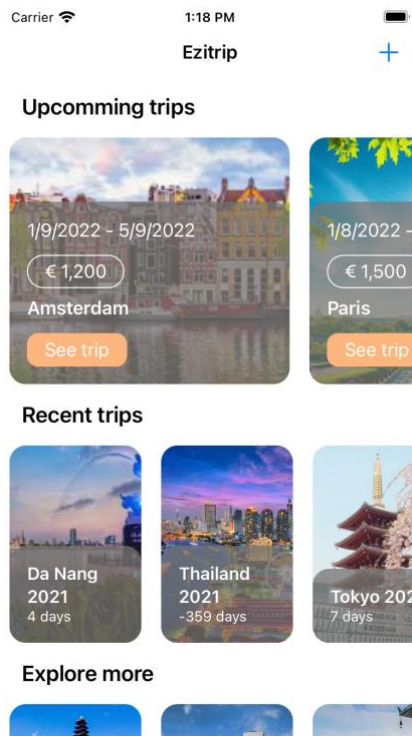 Carrier 1:18 PM
Ezitrip
Upcomming trips
1/9/2022 - 5/9/2022
€ 1,200
Amsterdam
See trip
1/8/2022 -
€ 1,500
Paris
See trip
Recent trips
Da Nang
2021
4 days
Thailand
2021
-359 days
Tokyo 202
7 days
Explore more